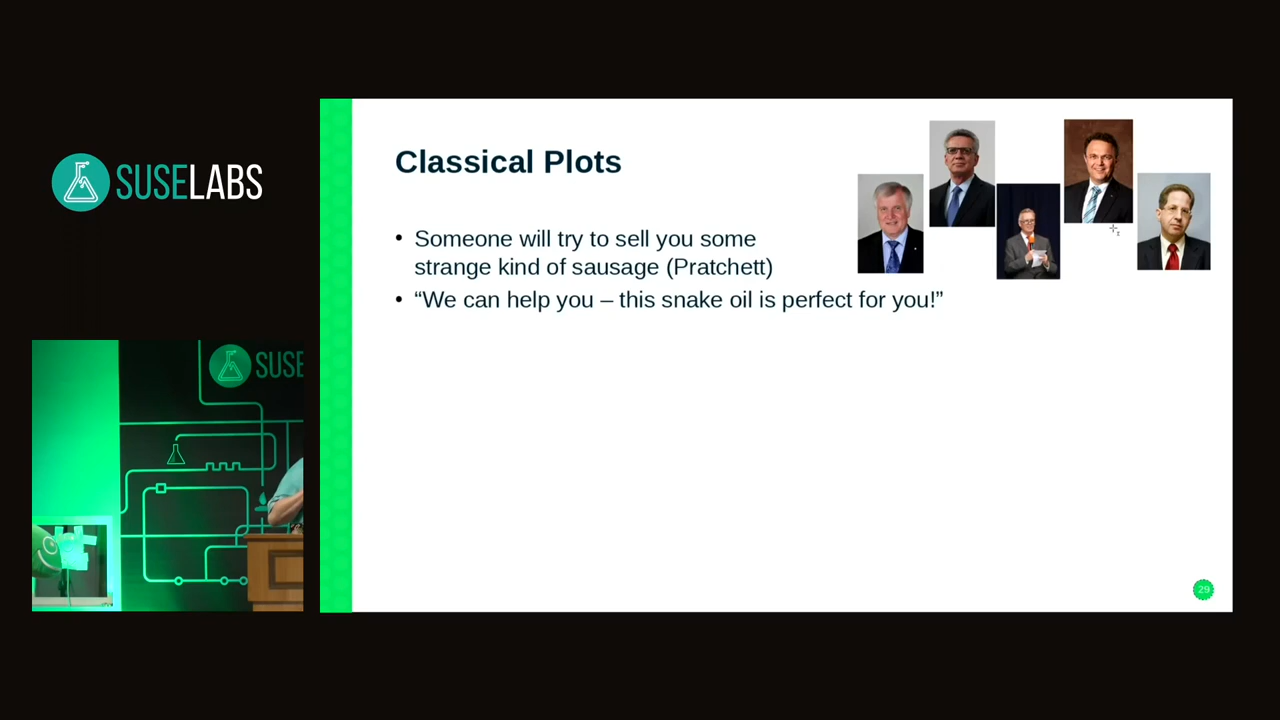 SUSELABS
Classical Plots
• Someone will try to sell you some
strange kind of sausage (Pratchett)
• “We can help you – this snake oil is perfect for you!”
SUSE
29